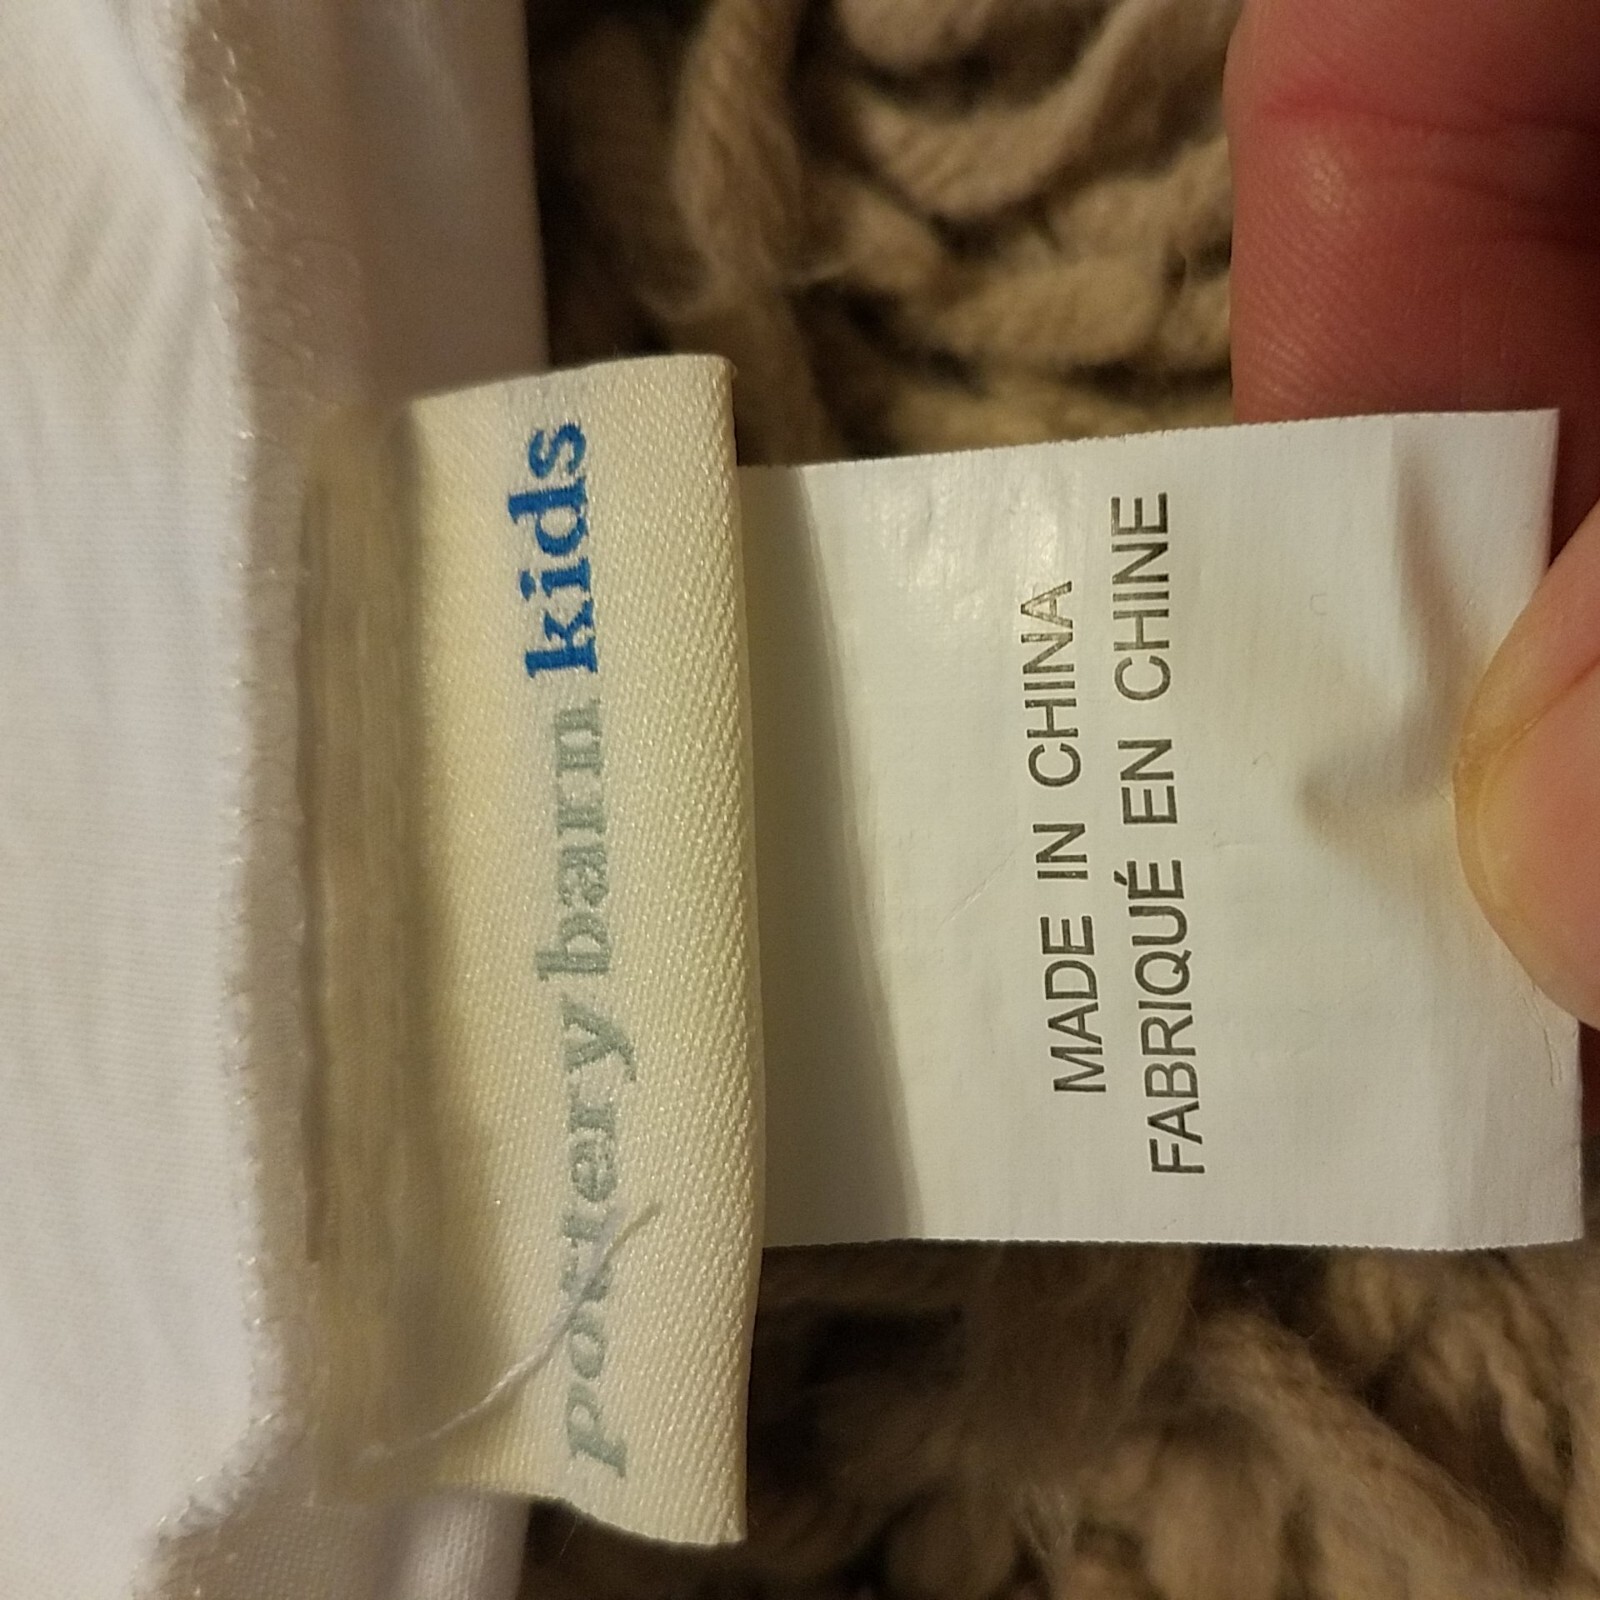 pottery barn kids
MADE IN CHINA
FABRIQUÉ EN CHINE